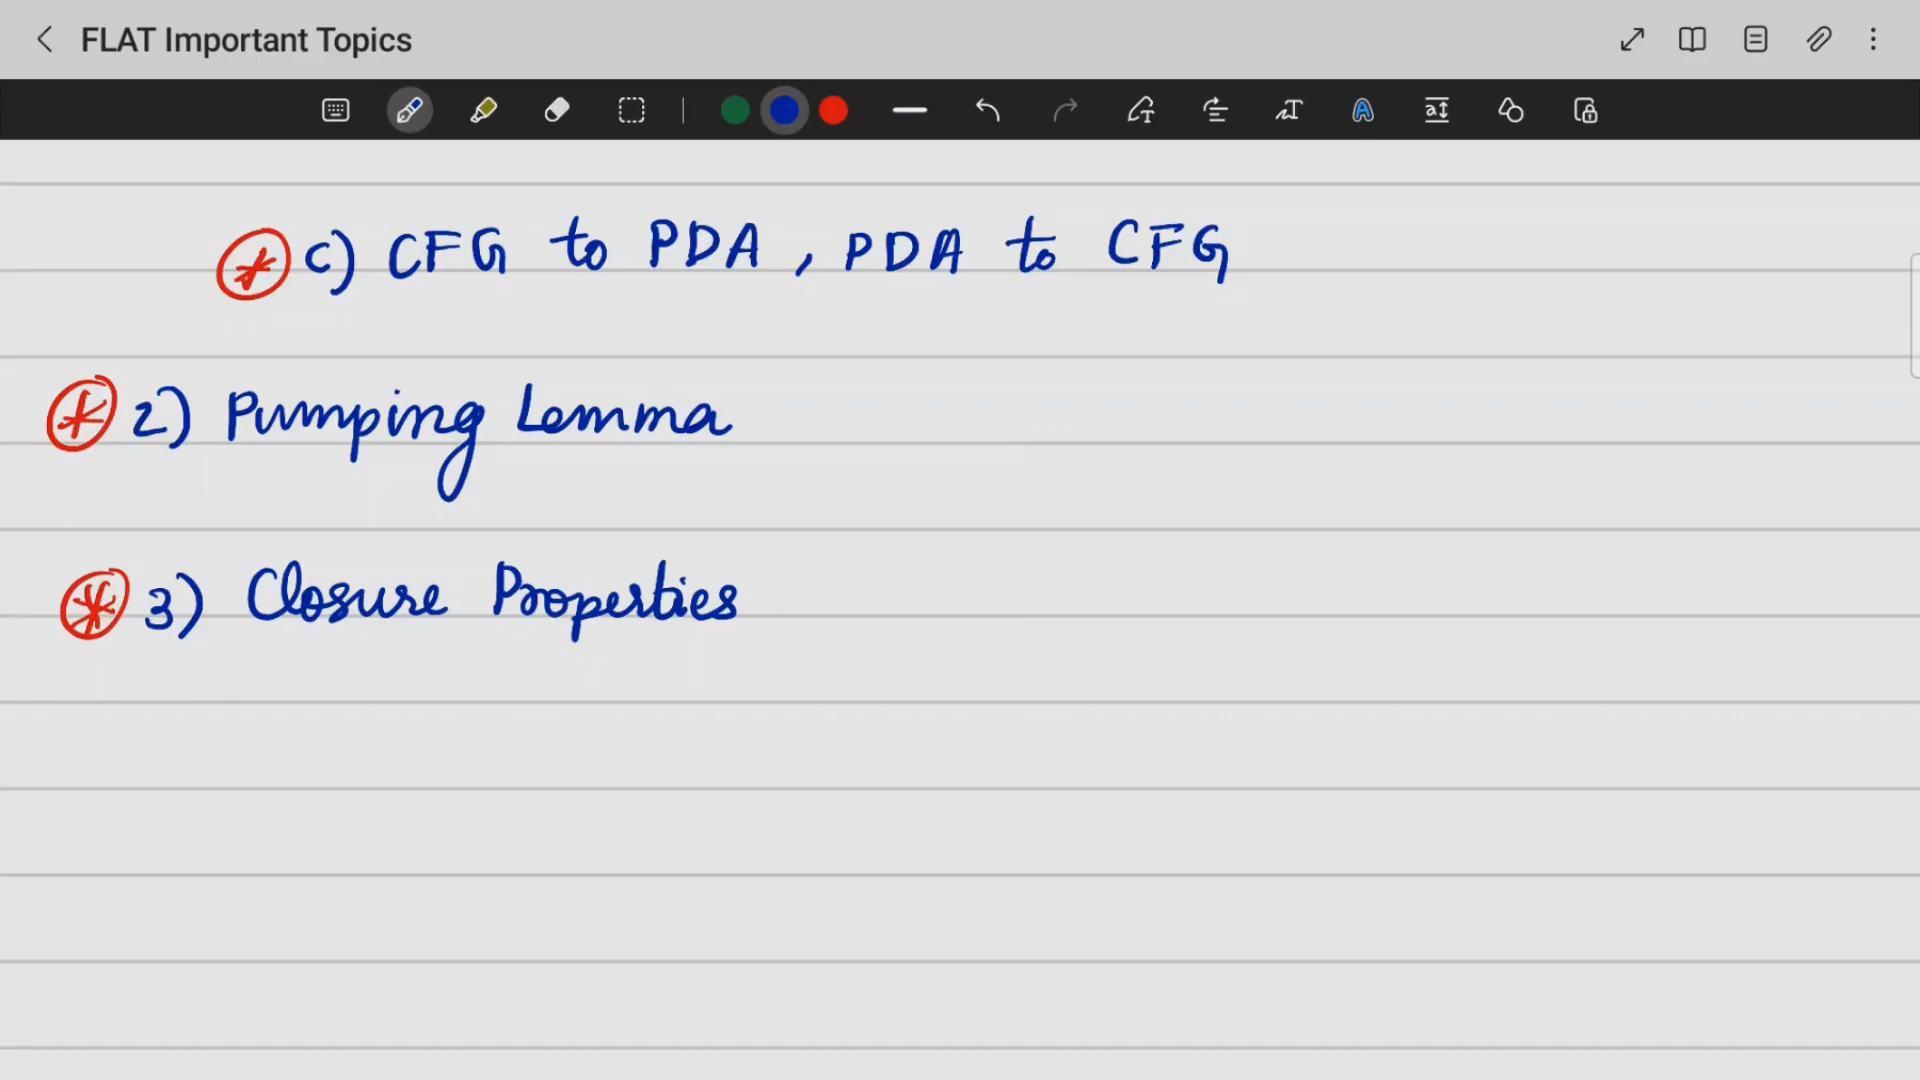 FLAT Important Topics
c) CFG to PDA, PDA to CFG
2) Pumping Lemma
3) Closure Properties